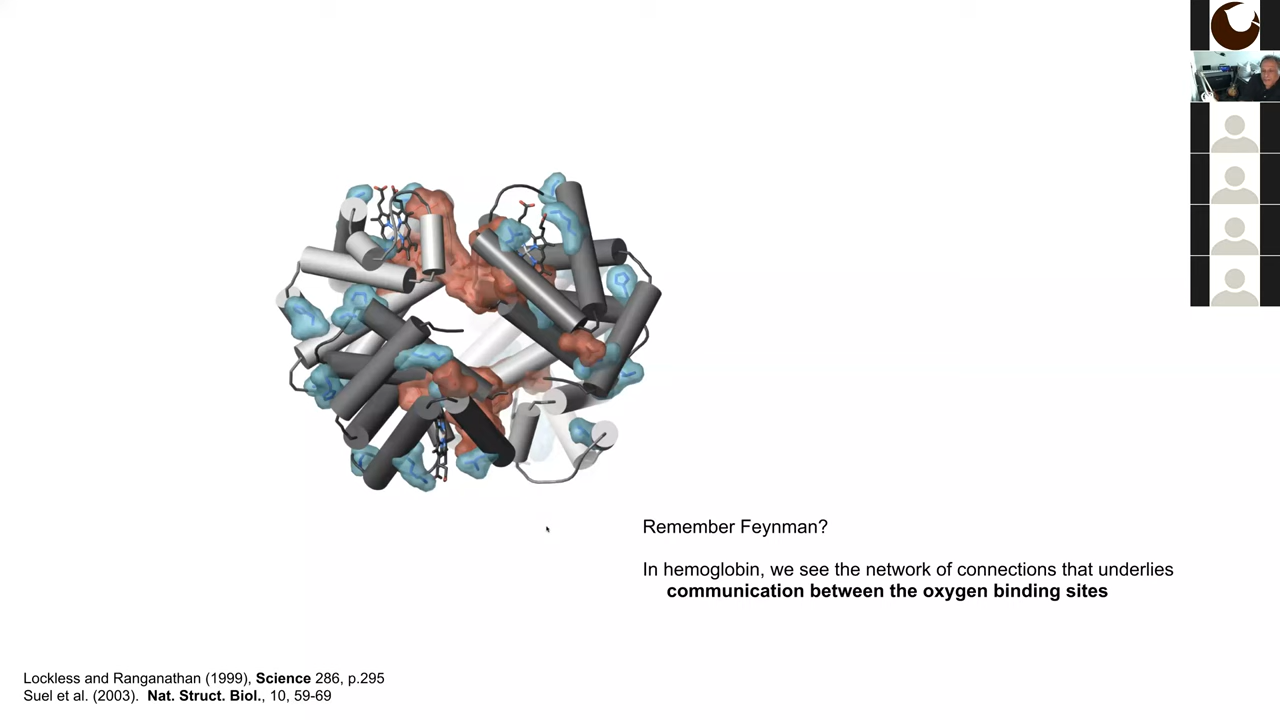 Remember Feynman?
In hemoglobin, we see the network of connections that underlies
communication between the oxygen binding sites
Lockless and Ranganathan (1999), Science 286, p.295
Suel et al. (2003). Nat. Struct. Biol., 10, 59-69